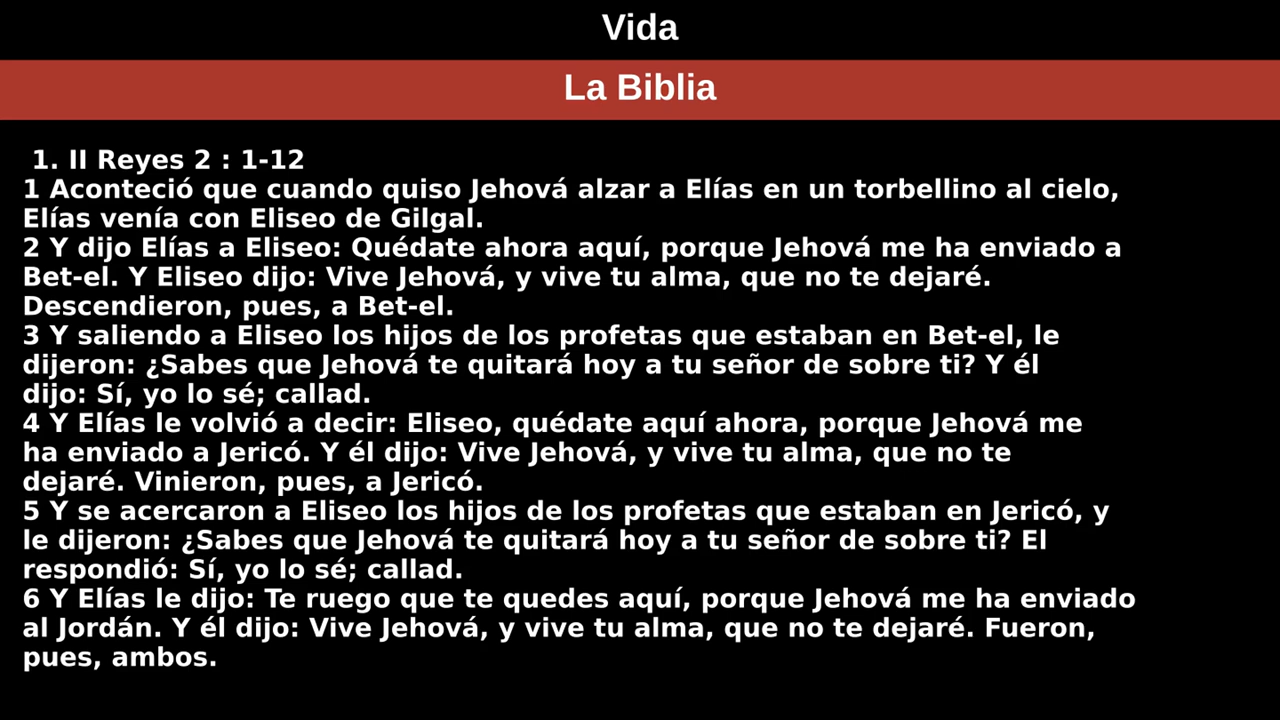 Vida
La Biblia
1. II Reyes 2 : 1-12
1 Aconteció que cuando quiso Jehová alzar a Elías en un torbellino al cielo,
Elías venía con Eliseo de Gilgal.
2 Y dijo Elías a Eliseo: Quédate ahora aquí, porque Jehová me ha enviado a
Bet-el. Y Eliseo dijo: Vive Jehová, y vive tu alma, que no te dejaré.
Descendieron, pues, a Bet-el.
3 Y saliendo a Eliseo los hijos de los profetas que estaban en Bet-el, le
dijeron: ¿Sabes que Jehová te quitará hoy a tu señor de sobre ti? Y él
dijo: Sí, yo lo sé; callad.
4 Y Elías le volvió a decir: Eliseo, quédate aquí ahora, porque Jehová me
ha enviado a Jericó. Y él dijo: Vive Jehová, y vive tu alma, que no te
dejaré. Vinieron, pues, a Jericó.
5 Y se acercaron a Eliseo los hijos de los profetas que estaban en Jericó, y
le dijeron: ¿Sabes que Jehová te quitará hoy a tu señor de sobre ti? El
respondió: Sí, yo lo sé; callad.
6 Y Elías le dijo: Te ruego que te quedes aquí, porque Jehová me ha enviado
al Jordán. Y él dijo: Vive Jehová, y vive tu alma, que no te dejaré. Fueron,
pues, ambos.